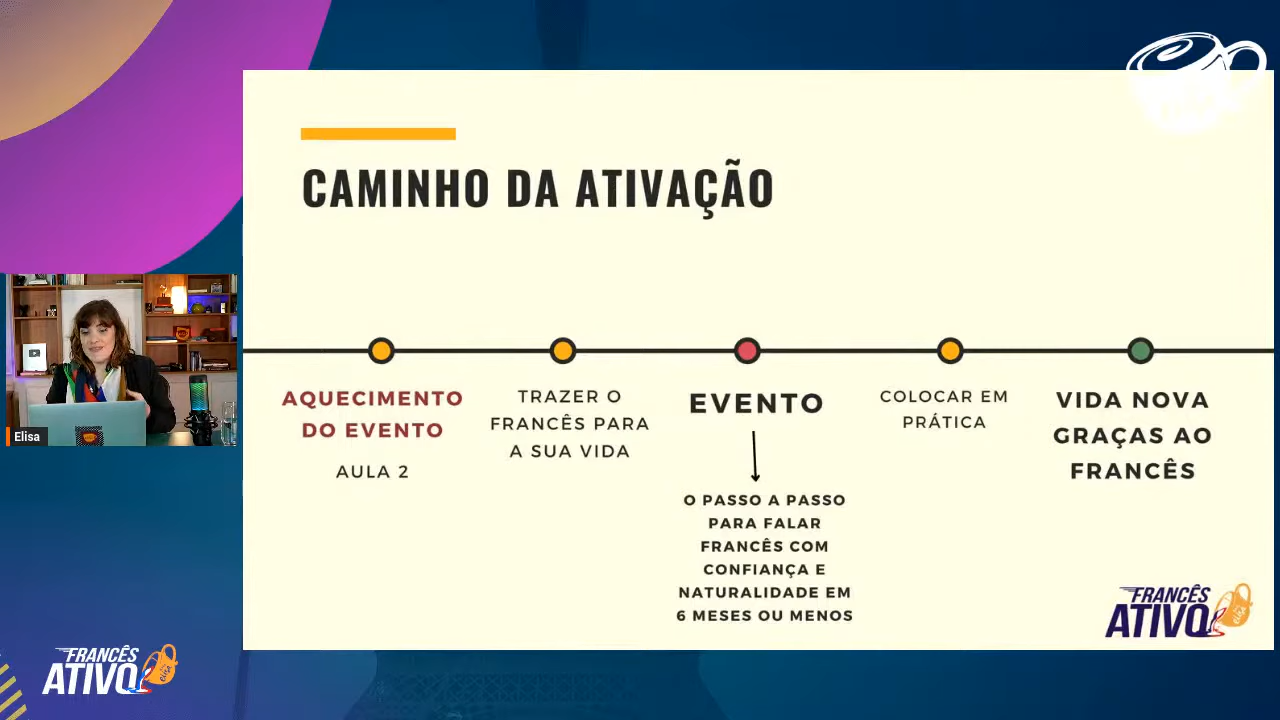 CAMINHO DA ATIVAÇÃO
AQUECIMENTO
DO EVENTO
AULA 2
TRAZER O
FRANCÊS PARA
A SUA VIDA
EVENTO
O PASSO A PASSO
PARA FALAR
FRANCÊS COM
CONFIANÇA E
NATURALIDADE EM
6 MESES OU MENOS
COLOCAR EM
PRÁTICA
VIDA NOVA
GRAÇAS AO
FRANCÊS
Elisa
FRANCÊS
ATIVO
elisa
FRANCÊS
ATIVO
elisa